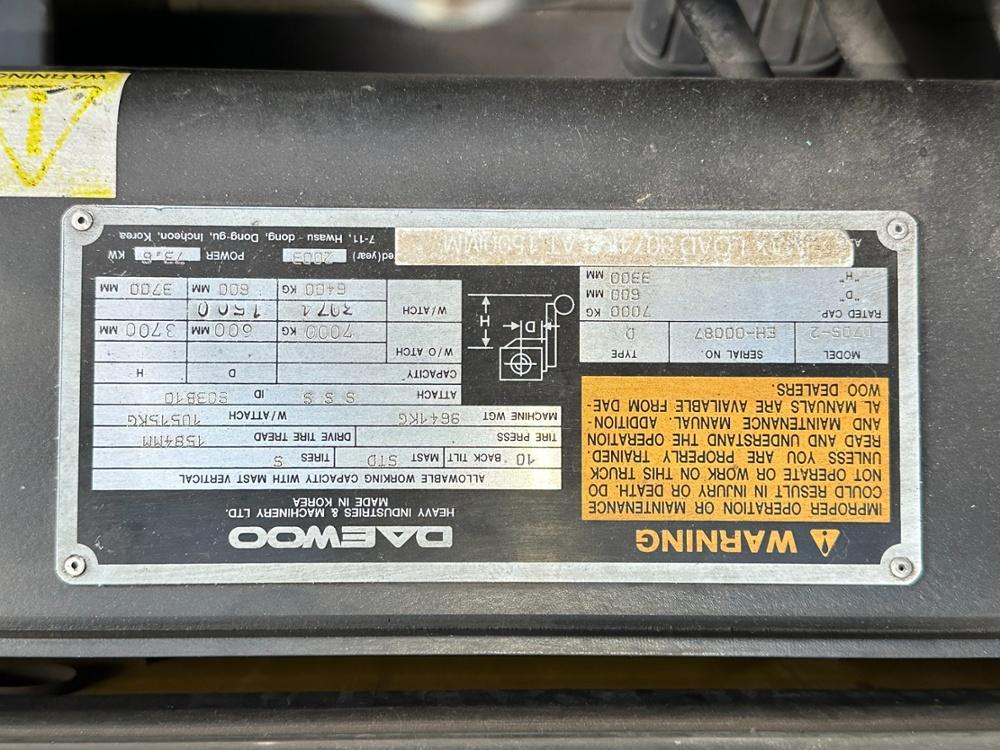 WARNING
IMPROPER OPERATION OR MAINTENANCE
COULD RESULT IN INJURY OR DEATH. DO
NOT OPERATE OR WORK ON THIS TRUCK
UNLESS YOU ARE PROPERLY TRAINED.
READ AND UNDERSTAND THE OPERATION
AND MAINTENANCE MANUAL. ADDITION-
AL MANUALS ARE AVAILABLE FROM DAE-
WOO DEALERS.
MODEL SERIAL NO. TYPE
D70S-2 EH-00087 D
RATED CAP 7000 KG
"D" 600 MM
"H" 3300 MM
D
H
DAEWOO
HEAVY INDUSTRIES & MACHINERY LTD.
MADE IN KOREA
ALLOWABLE WORKING CAPACITY WITH MAST VERTICAL
10 BACK TILT MAST STD TIRES S
TIRE PRESS DRIVE TIRE TREAD 1584MM
MACHINE WGT 9641KG W/ATTACH 10515KG
ATTACH S S S ID S03B10
CAPACITY D H
W/O ATCH 7000 KG 600 MM 3700 MM
3071 1500
W/ATCH 6400 KG 600 MM 3700 MM
LOAD 3071KG AT 1500MM
ed(year) 2003 POWER 73.6 KW
7-11, Hwasu-dong, Dong-gu, Incheon, Korea
WARNING